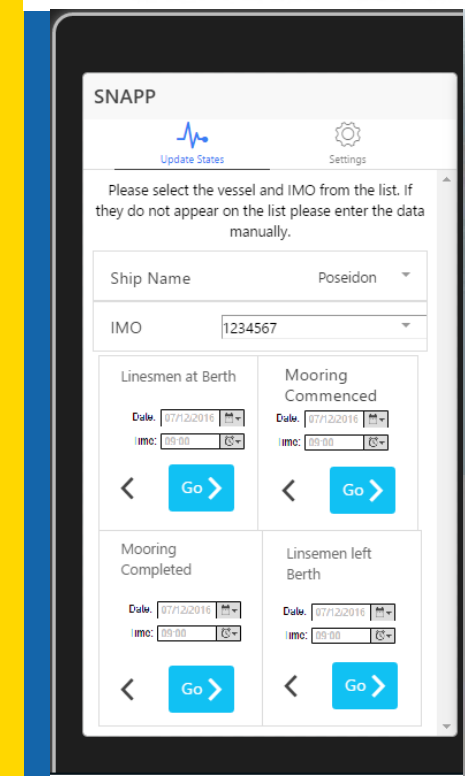 SNAPP
Update States
Settings
Please select the vessel and IMO from the list. If
they do not appear on the list please enter the data
manually.
Ship Name
Poseidon
IMO
1234567
Linesmen at Berth
Date:
07/12/2016
Time:
09:00
Go
Mooring
Commenced
Date:
07/12/2016
Time:
09:00
Go
Mooring
Completed
Date:
07/12/2016
Time:
09:00
Go
Linsemen left
Berth
Date:
07/12/2016
Time:
09:00
Go